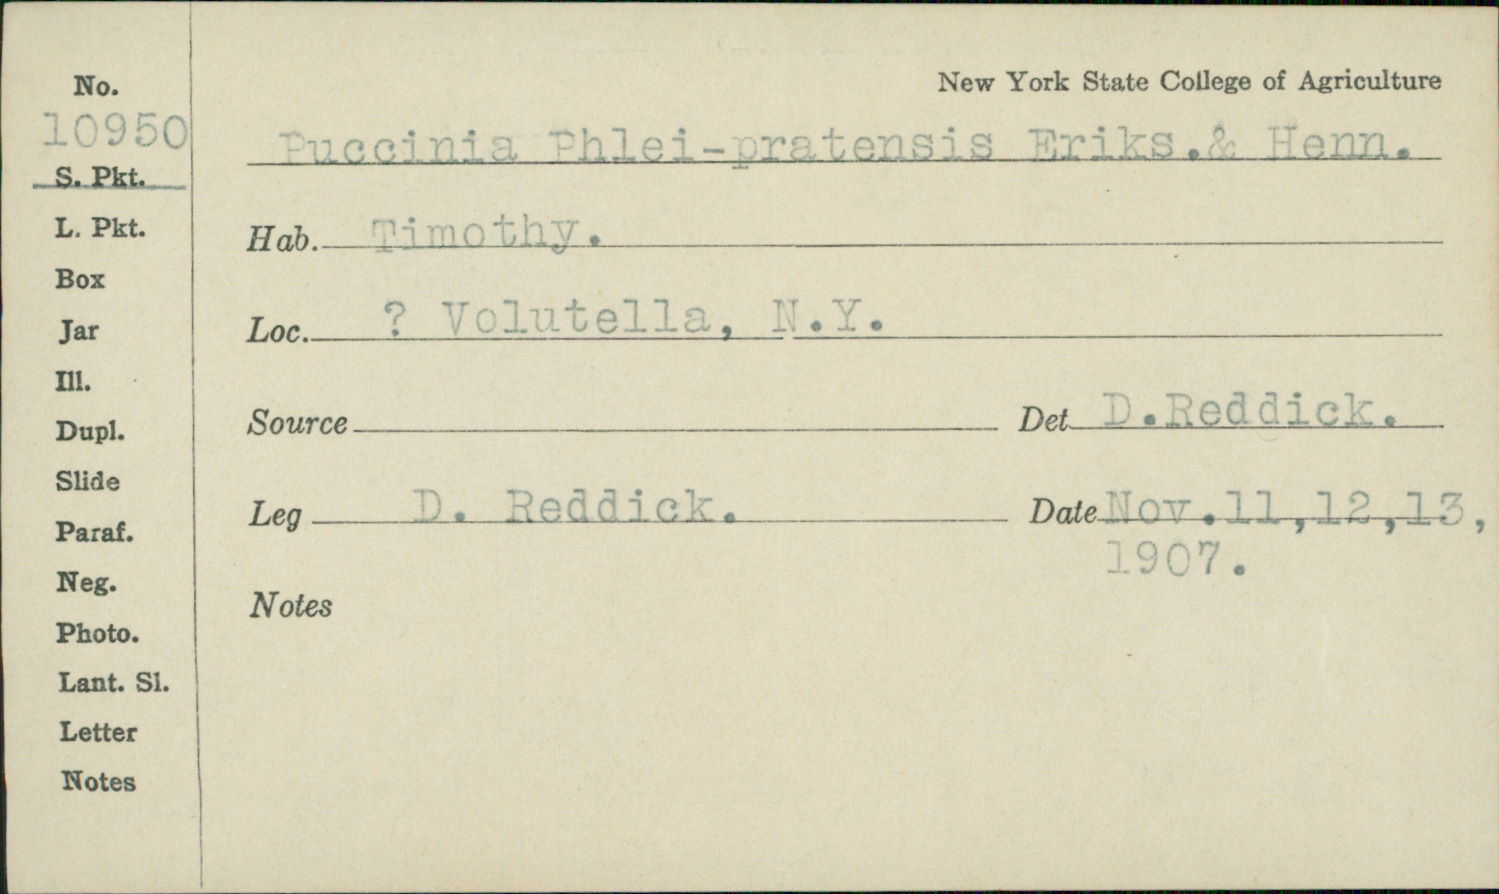 No.
10950
S. Pkt.
L. Pkt.
Box
Jar
Ill.
Dupl.
Slide
Paraf.
Neg.
Photo.
Lant. Sl.
Letter
Notes
New York State College of Agriculture
Puccinia Phlei-pratensis Eriks.& Henn.
Hab. Timothy.
Loc. ? Volutella, N.Y.
Source Det D.Reddick.
Leg D. Reddick. Date Nov.11,12,13,
1907.
Notes